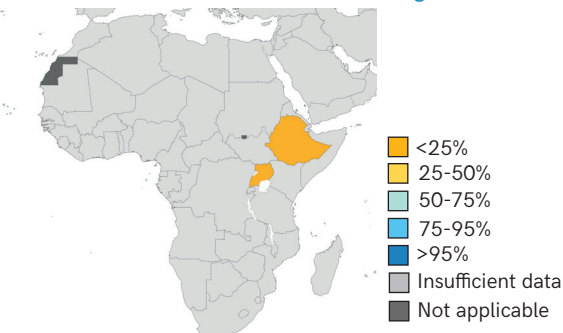 <25%
25-50%
50-75%
75-95%
>95%
Insufficient data
Not applicable